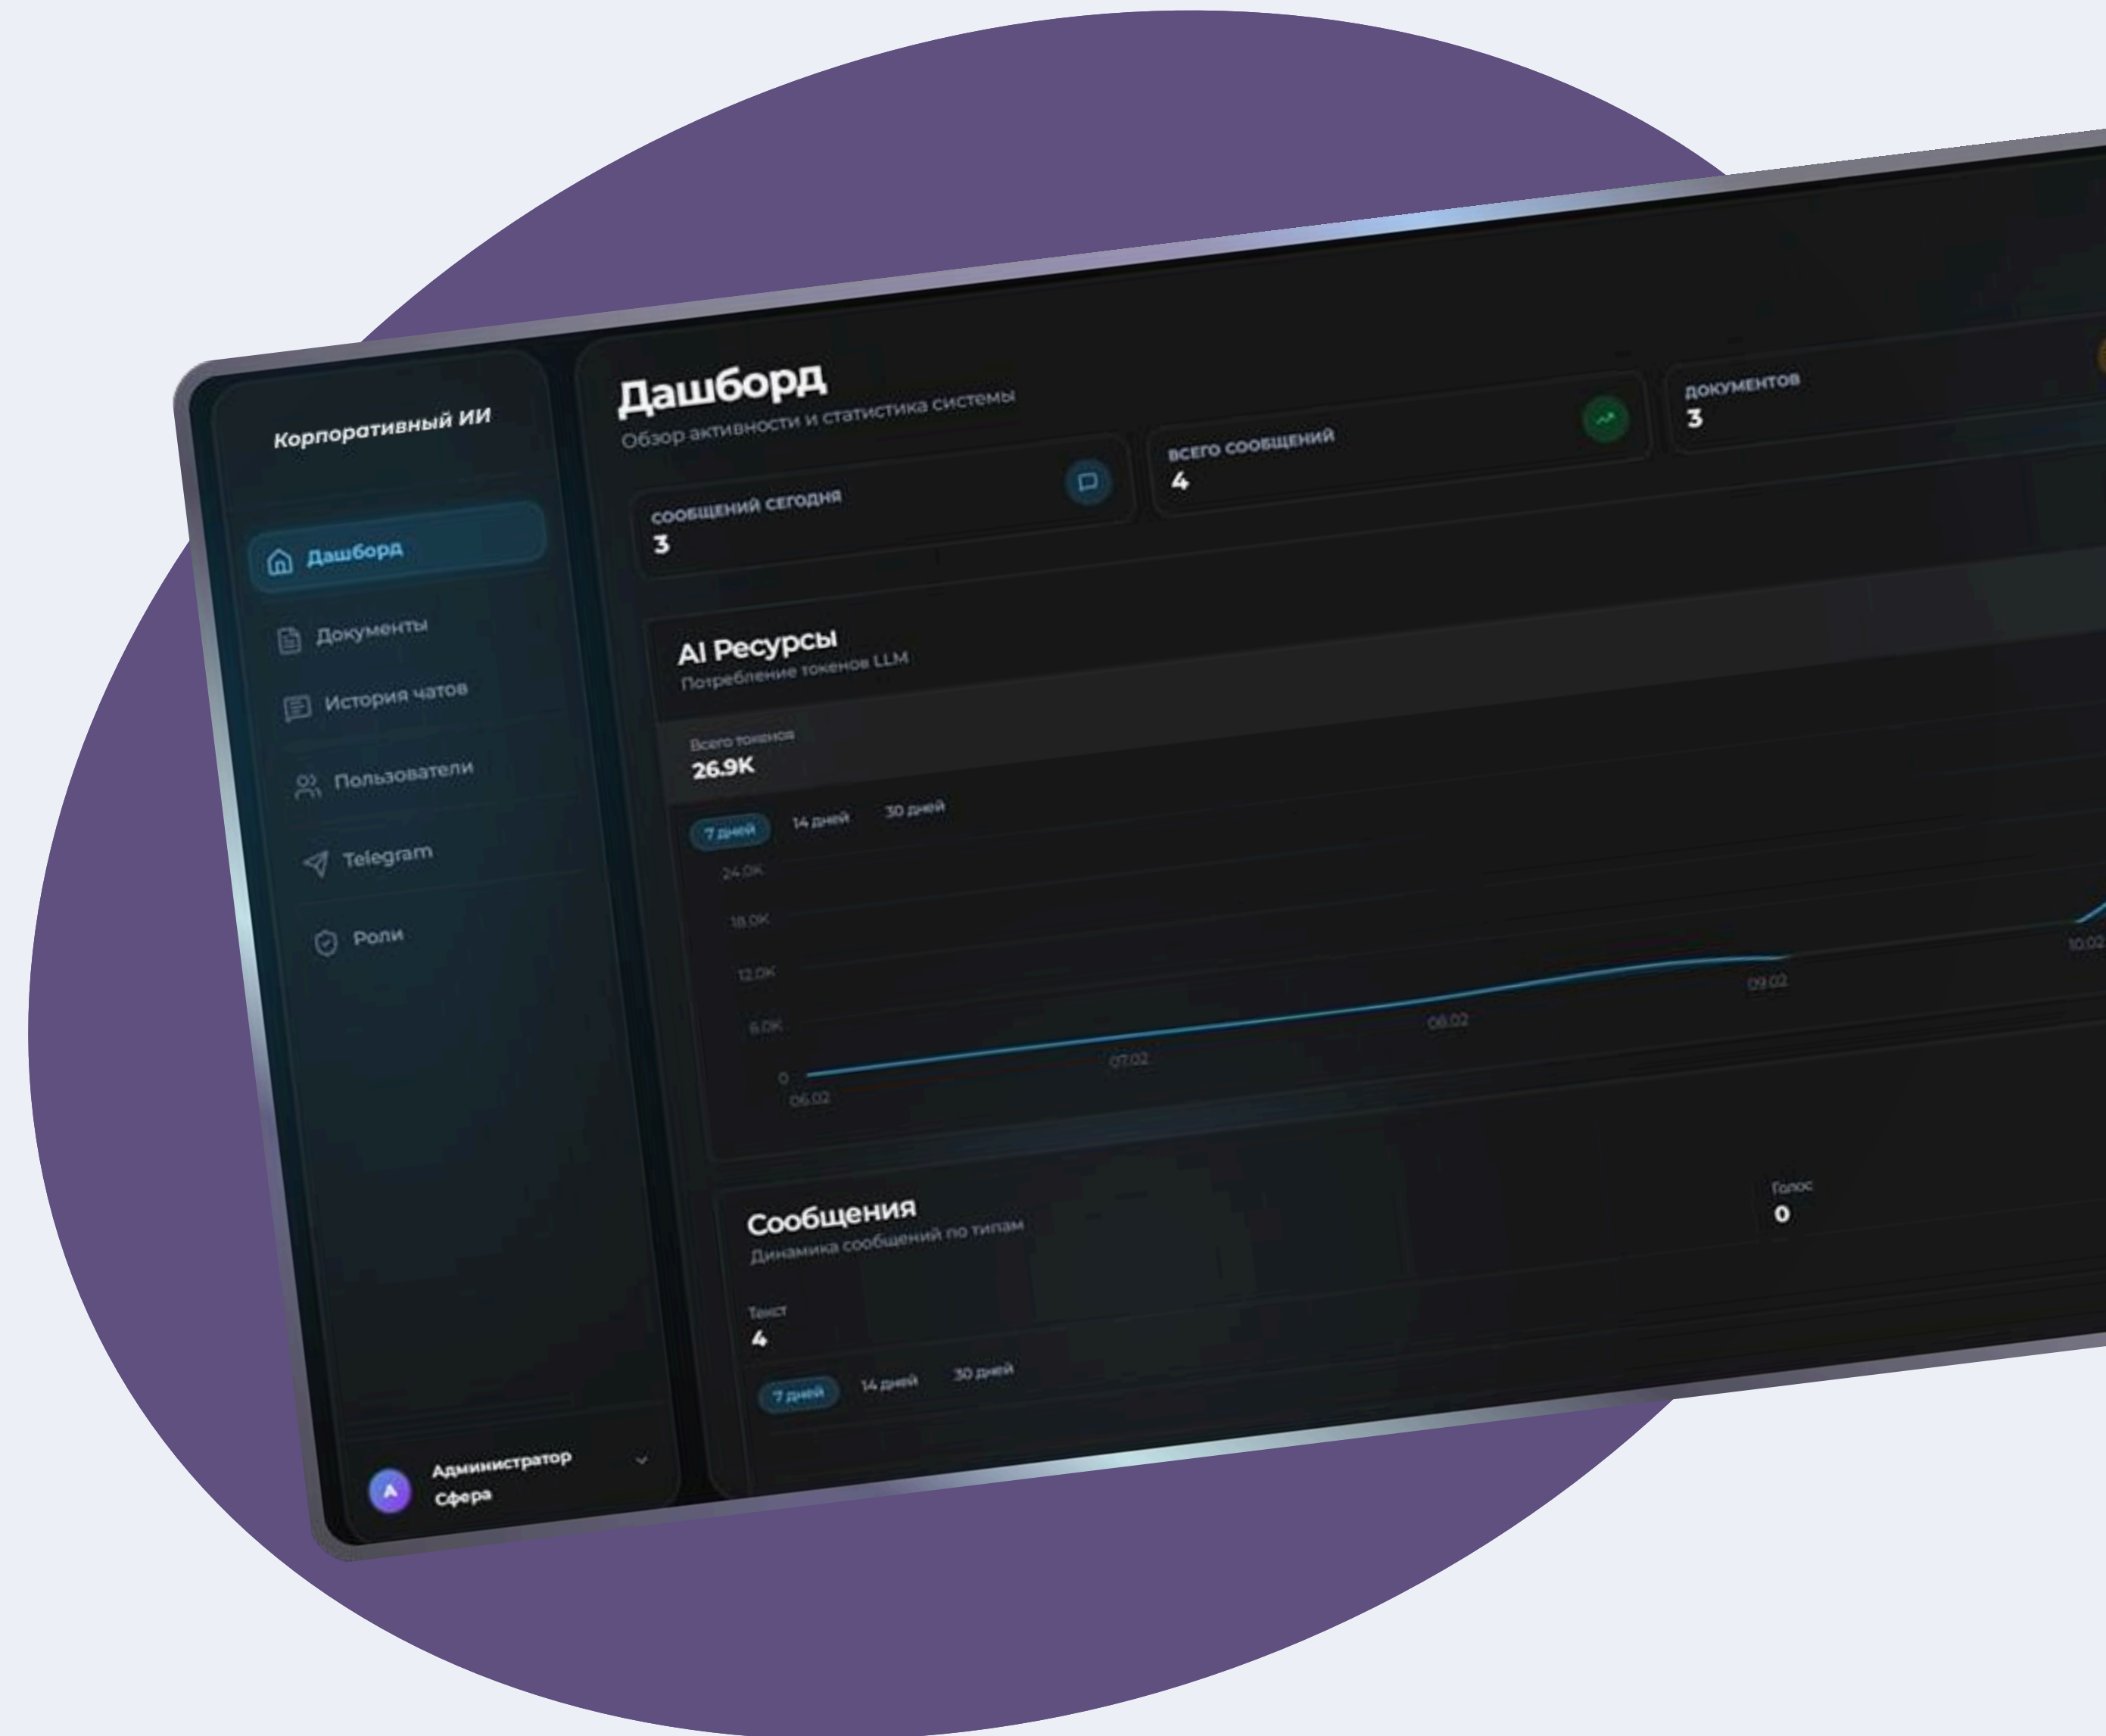 Корпоративный ИИ
Дашборд
Документы
История чатов
Пользователи
Telegram
Роли
А
Администратор
Сфера
Дашборд
Обзор активности и статистика системы
СООБЩЕНИЙ СЕГОДНЯ
3
ВСЕГО СООБЩЕНИЙ
4
ДОКУМЕНТОВ
3
AI Ресурсы
Потребление токенов LLM
Всего токенов
26.9K
7 дней 14 дней 30 дней
24.0K
18.0K
12.0K
6.0K
0
06.02 07.02 08.02 09.02 10.02
Сообщения
Динамика сообщений по типам
Текст
4
Голос
0
7 дней 14 дней 30 дней